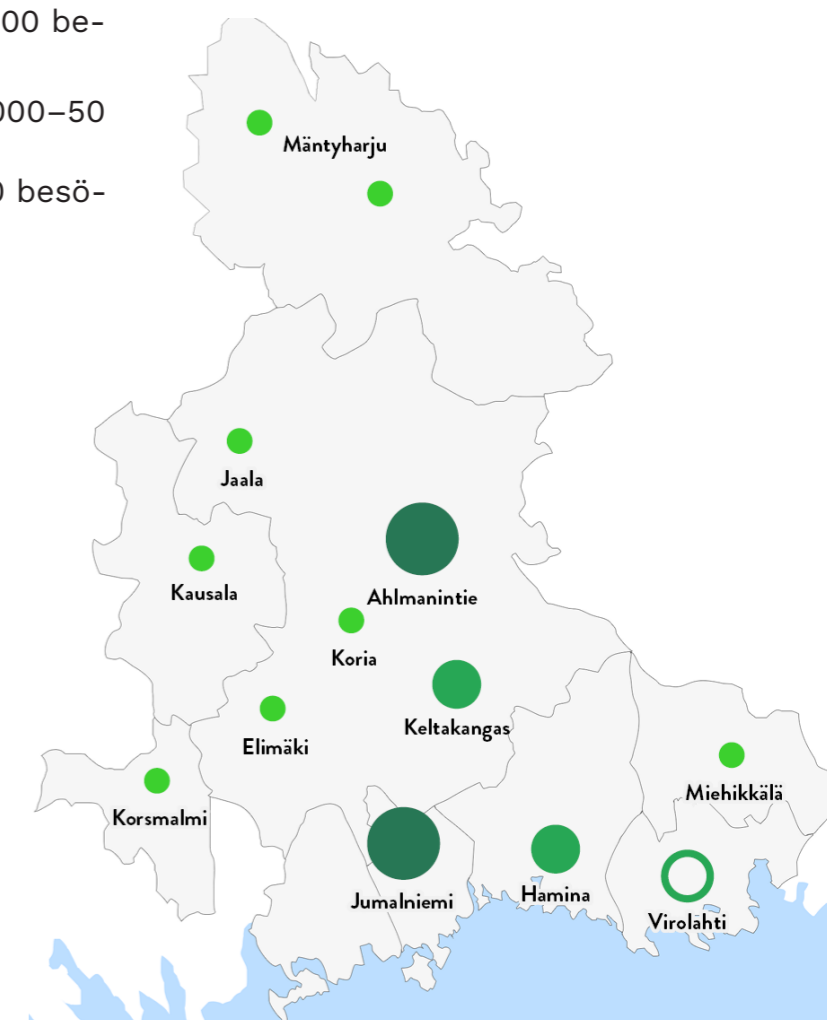 00 be-
000–50
0 besö-
Mäntyharju
Jaala
Kausala
Ahlmanintie
Koria
Keltakangas
Elimäki
Miehikkälä
Korsmalmi
Jumalniemi
Hamina
Virolahti